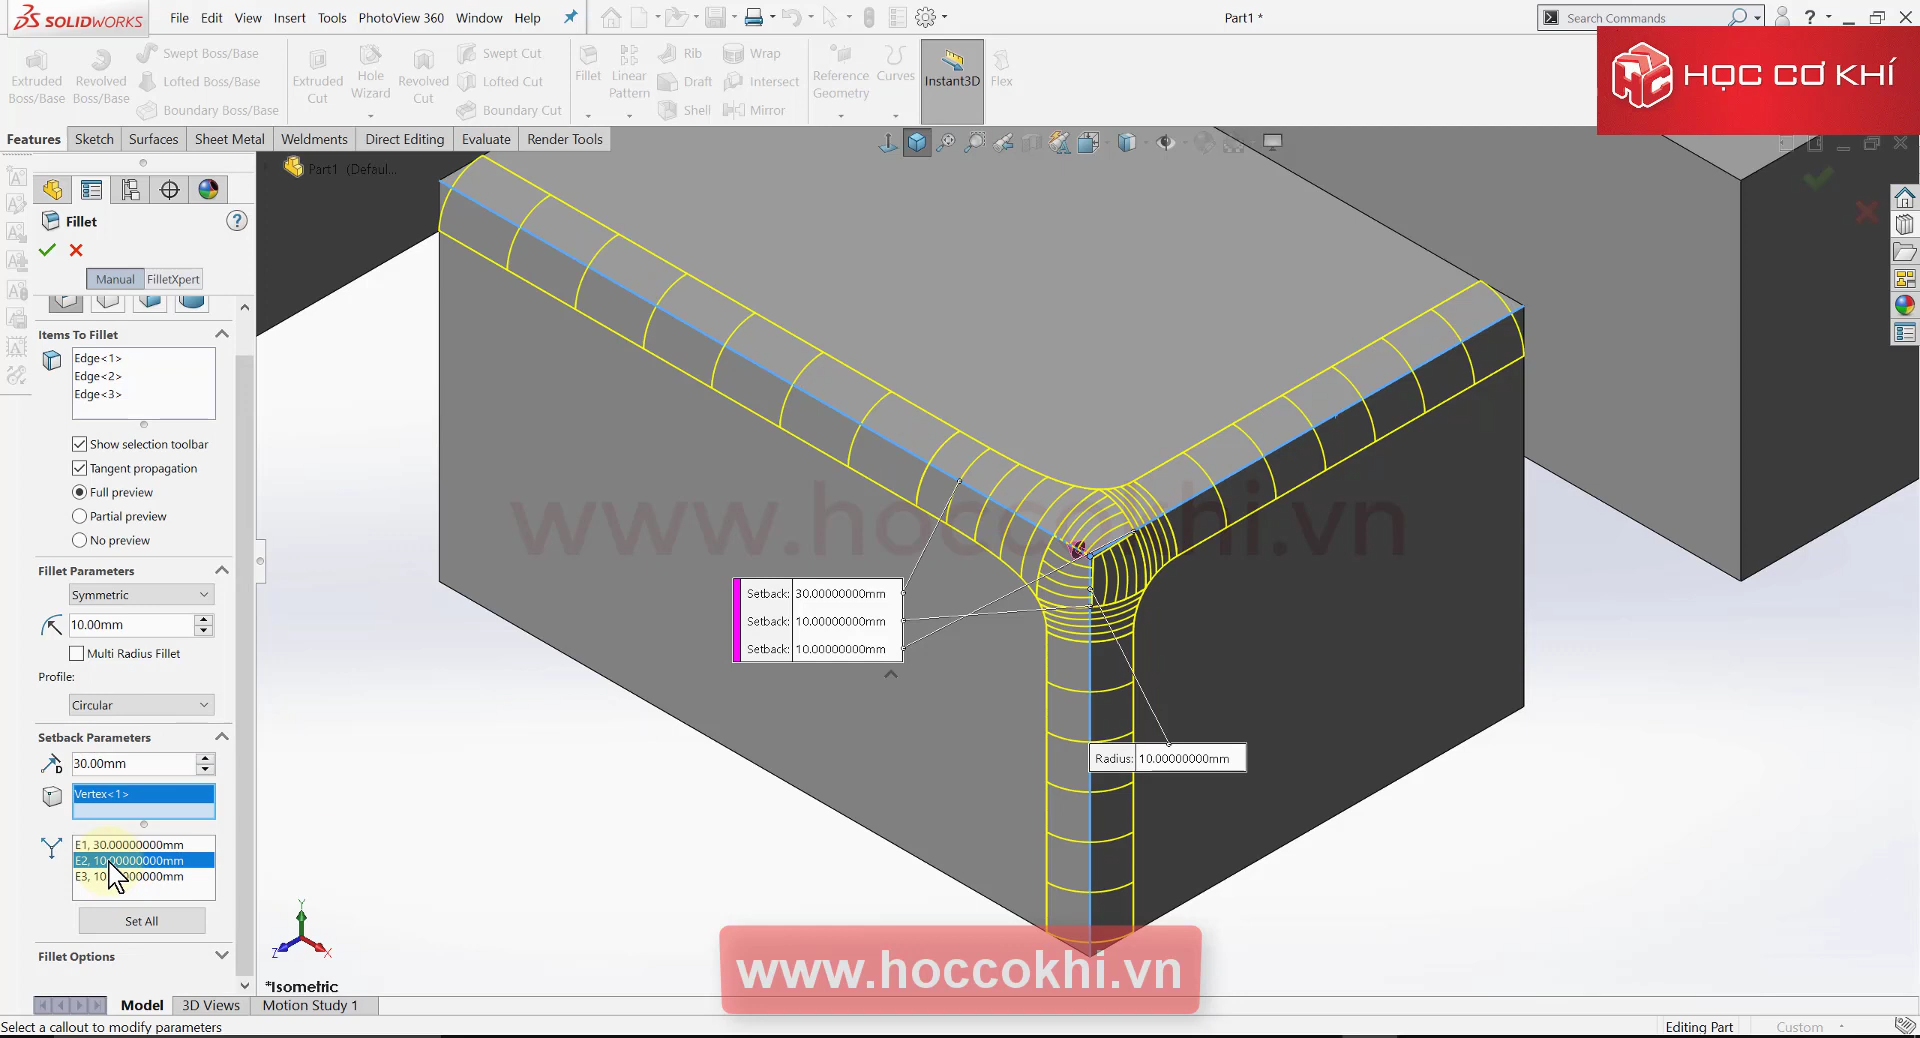 SOLIDWORKS
File Edit View Insert Tools PhotoView 360 Window Help
Part1 *
Search Commands
?
Extruded Boss/Base
Revolved Boss/Base
Swept Boss/Base
Lofted Boss/Base
Boundary Boss/Base
Extruded Cut
Hole Wizard
Revolved Cut
Swept Cut
Lofted Cut
Boundary Cut
Fillet
Linear Pattern
Rib
Draft
Shell
Wrap
Intersect
Mirror
Reference Geometry
Curves
Instant3D
Flex
HỌC CƠ KHÍ
Features Sketch Surfaces Sheet Metal Weldments Direct Editing Evaluate Render Tools
Part1 (Defaul...
Fillet
?
Manual FilletXpert
Items To Fillet
Edge<1>
Edge<2>
Edge<3>
Show selection toolbar
Tangent propagation
Full preview
Partial preview
No preview
Fillet Parameters
Symmetric
10.00mm
Multi Radius Fillet
Profile:
Circular
Setback Parameters
30.00mm
Vertex<1>
E1, 30.00000000mm
E2, 10.00000000mm
E3, 10.00000000mm
Set All
Fillet Options
www.hoccokhi.vn
Setback: 30.00000000mm
Setback: 10.00000000mm
Setback: 10.00000000mm
Radius: 10.00000000mm
Y
Z
X
*Isometric
www.hoccokhi.vn
Model 3D Views Motion Study 1
Select a callout to modify parameters
Editing Part
Custom